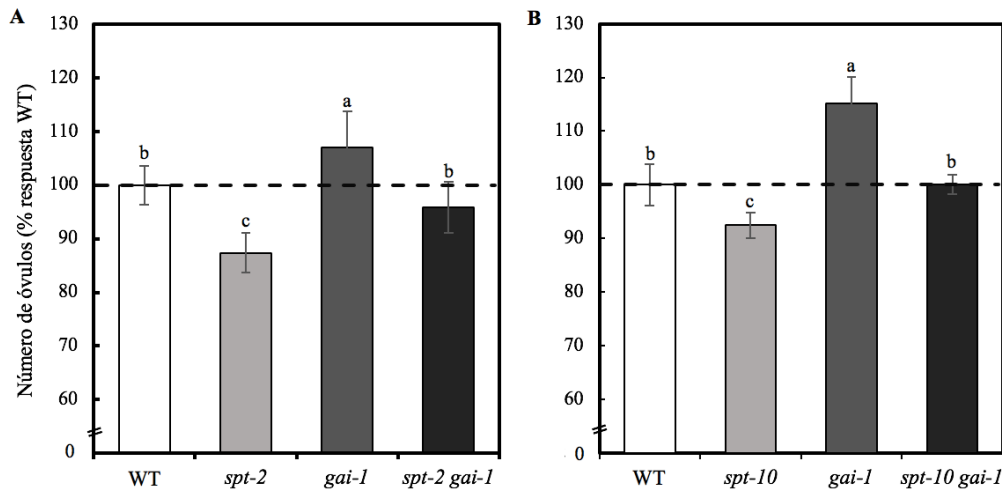 A
Número de óvulos (% respuesta WT)
130
120
110
100
90
80
70
60
0
b
c
a
b
WT
spt-2
gai-1
spt-2 gai-1
B
130
120
110
100
90
80
70
60
0
b
c
a
b
WT
spt-10
gai-1
spt-10 gai-1